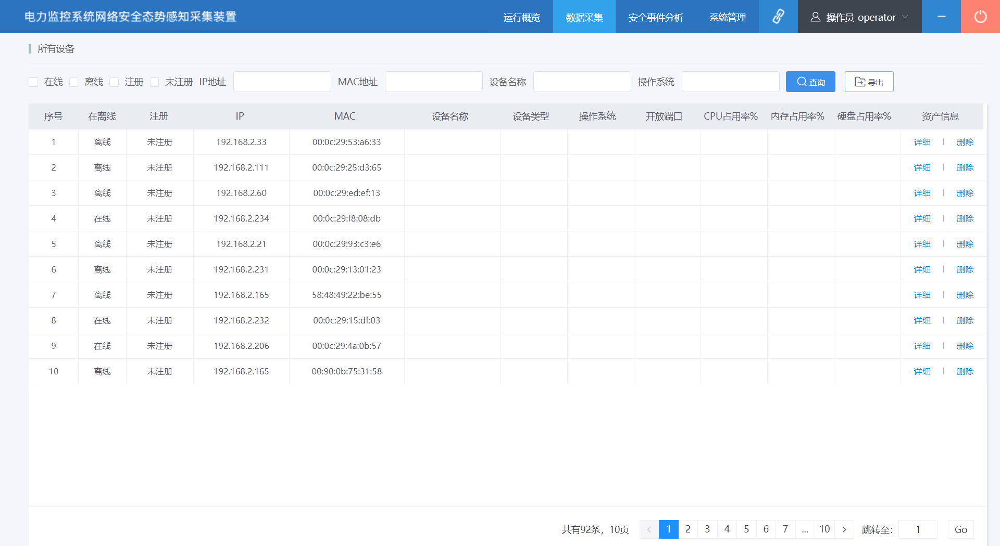 电力监控系统网络安全态势感知采集装置 运行概览 数据采集 安全事件分析 系统管理 操作员-operator
所有设备
在线 离线 注册 未注册 IP地址 MAC地址 设备名称 操作系统 查询 导出
序号 在离线 注册 IP MAC 设备名称 设备类型 操作系统 开放端口 CPU占用率% 内存占用率% 硬盘占用率% 资产信息
1 离线 未注册 192.168.2.33 00:0c:29:53:a6:33 详细 | 删除
2 离线 未注册 192.168.2.111 00:0c:29:25:d3:65 详细 | 删除
3 离线 未注册 192.168.2.60 00:0c:29:ed:ef:13 详细 | 删除
4 在线 未注册 192.168.2.234 00:0c:29:f8:08:db 详细 | 删除
5 离线 未注册 192.168.2.21 00:0c:29:93:c3:e6 详细 | 删除
6 离线 未注册 192.168.2.231 00:0c:29:13:01:23 详细 | 删除
7 离线 未注册 192.168.2.165 58:48:49:22:be:55 详细 | 删除
8 在线 未注册 192.168.2.232 00:0c:29:15:df:03 详细 | 删除
9 在线 未注册 192.168.2.206 00:0c:29:4a:0b:57 详细 | 删除
10 离线 未注册 192.168.2.165 00:90:0b:75:31:58 详细 | 删除
共有92条，10页 < 1 2 3 4 5 6 7 ... 10 > 跳转至: 1 Go